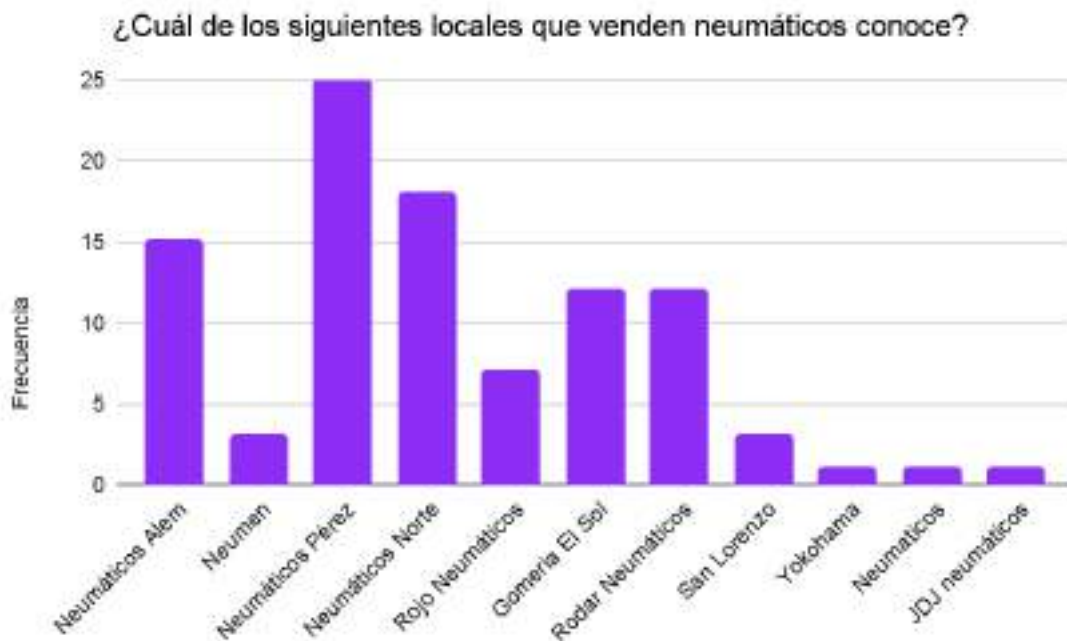 ¿Cuál de los siguientes locales que venden neumáticos conoce?
25
20
15
10
5
0
Frecuencia
Neumáticos Alem
Neumen
Neumáticos Pérez
Neumáticos Norte
Rojo Neumáticos
Gomería El Sol
Rodar Neumáticos
San Lorenzo
Yokohama
Neumaticos
JDJ neumáticos